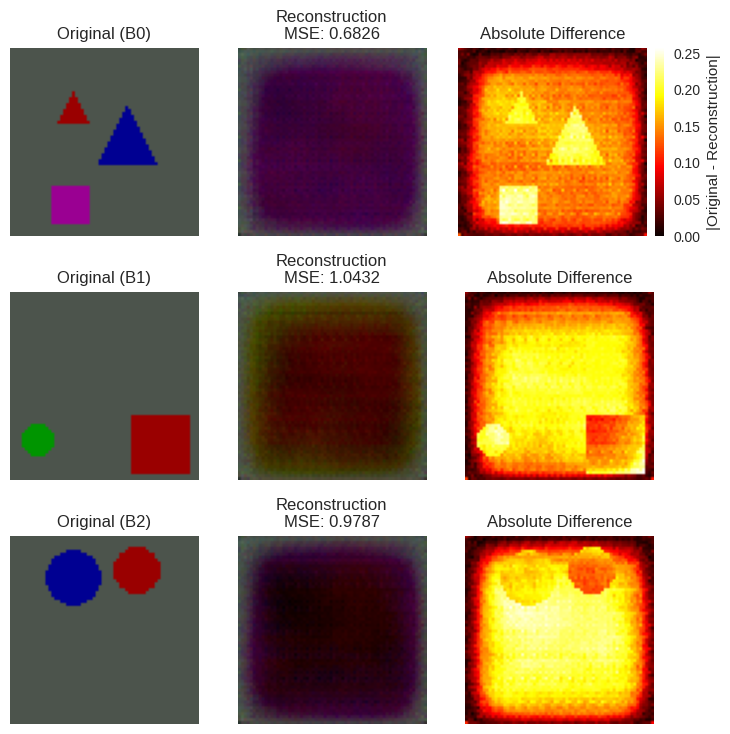 Original (B0)
Reconstruction
MSE: 0.6826
Absolute Difference
0.25
0.20
0.15
0.10
0.05
0.00
|Original - Reconstruction|
Original (B1)
Reconstruction
MSE: 1.0432
Absolute Difference
Original (B2)
Reconstruction
MSE: 0.9787
Absolute Difference